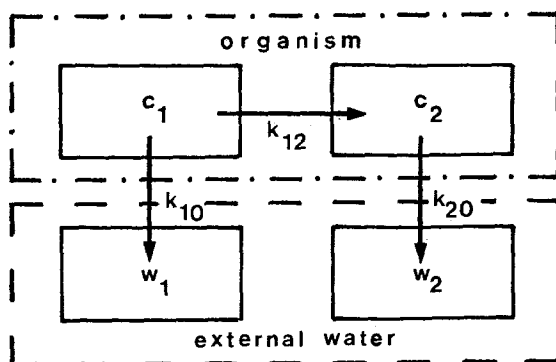 organism
c1 c2
k12
k10 k20
w1 w2
external water